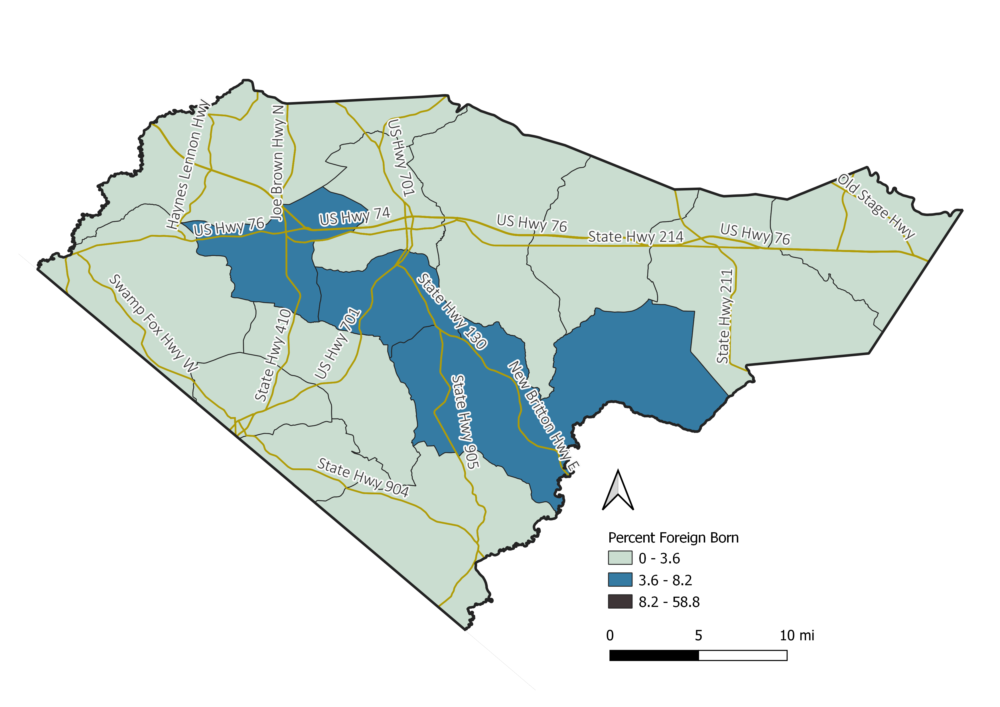 Haynes Lennon Hwy
Joe Brown Hwy N
US Hwy 701
Old Stage Hwy
US Hwy 76
US Hwy 74
US Hwy 76
State Hwy 214
US Hwy 76
Swamp Fox Hwy W
State Hwy 410
US Hwy 701
State Hwy 130
State Hwy 211
New Britton Hwy E
State Hwy 905
State Hwy 904
Percent Foreign Born
0 - 3.6
3.6 - 8.2
8.2 - 58.8
0 5 10 mi